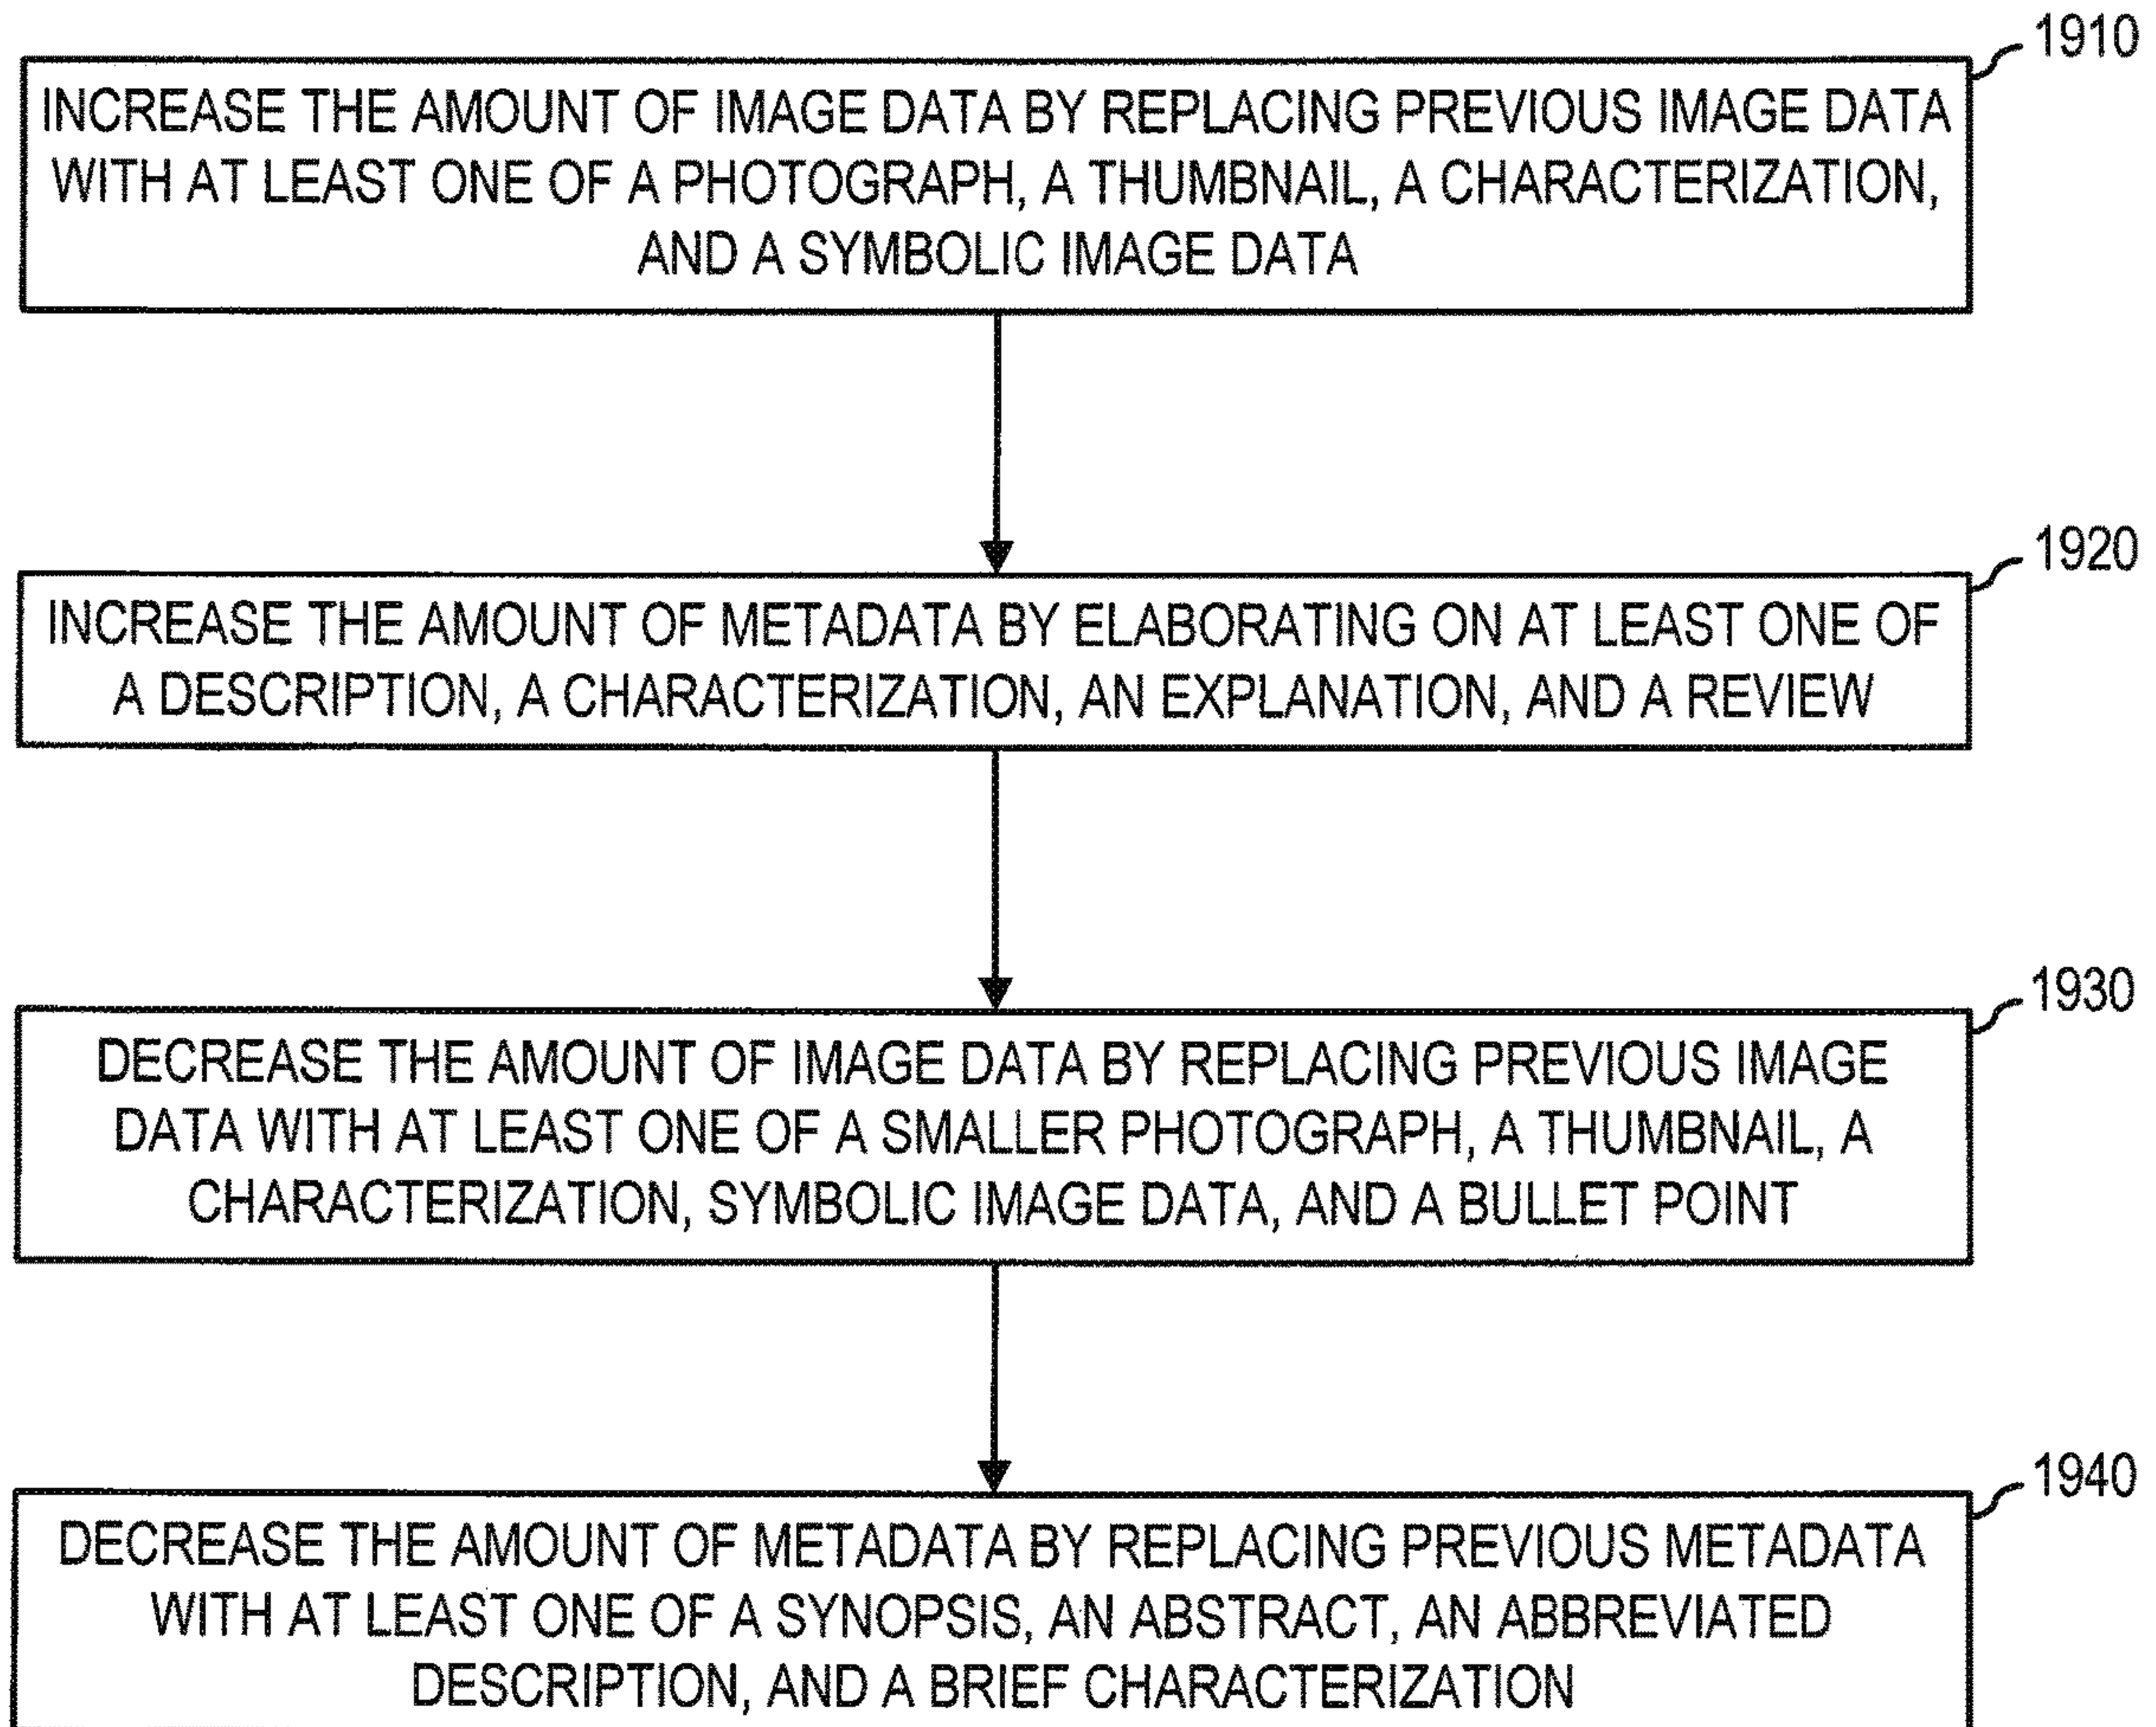 1910
INCREASE THE AMOUNT OF IMAGE DATA BY REPLACING PREVIOUS IMAGE DATA
WITH AT LEAST ONE OF A PHOTOGRAPH, A THUMBNAIL, A CHARACTERIZATION,
AND A SYMBOLIC IMAGE DATA
1920
INCREASE THE AMOUNT OF METADATA BY ELABORATING ON AT LEAST ONE OF
A DESCRIPTION, A CHARACTERIZATION, AN EXPLANATION, AND A REVIEW
1930
DECREASE THE AMOUNT OF IMAGE DATA BY REPLACING PREVIOUS IMAGE
DATA WITH AT LEAST ONE OF A SMALLER PHOTOGRAPH, A THUMBNAIL, A
CHARACTERIZATION, SYMBOLIC IMAGE DATA, AND A BULLET POINT
1940
DECREASE THE AMOUNT OF METADATA BY REPLACING PREVIOUS METADATA
WITH AT LEAST ONE OF A SYNOPSIS, AN ABSTRACT, AN ABBREVIATED
DESCRIPTION, AND A BRIEF CHARACTERIZATION